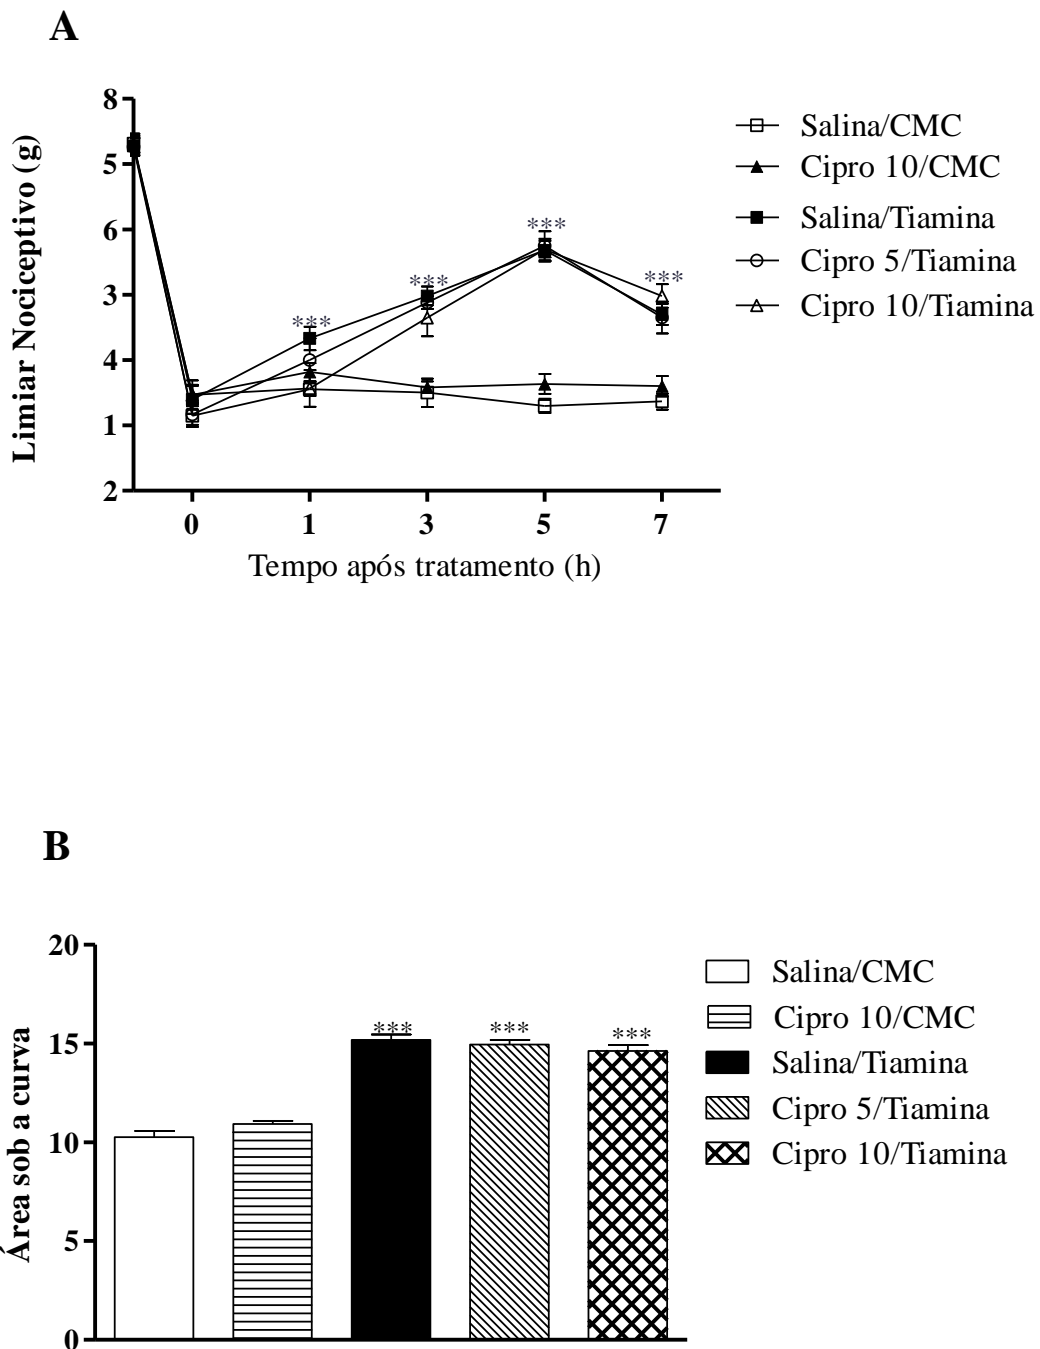 A
8
5
6
3
4
1
2
Limiar Nociceptivo (g)
***
***
***
***
0 1 3 5 7
Tempo após tratamento (h)
Salina/CMC
Cipro 10/CMC
Salina/Tiamina
Cipro 5/Tiamina
Cipro 10/Tiamina
B
20
15
10
5
0
Área sob a curva
*** *** ***
Salina/CMC
Cipro 10/CMC
Salina/Tiamina
Cipro 5/Tiamina
Cipro 10/Tiamina